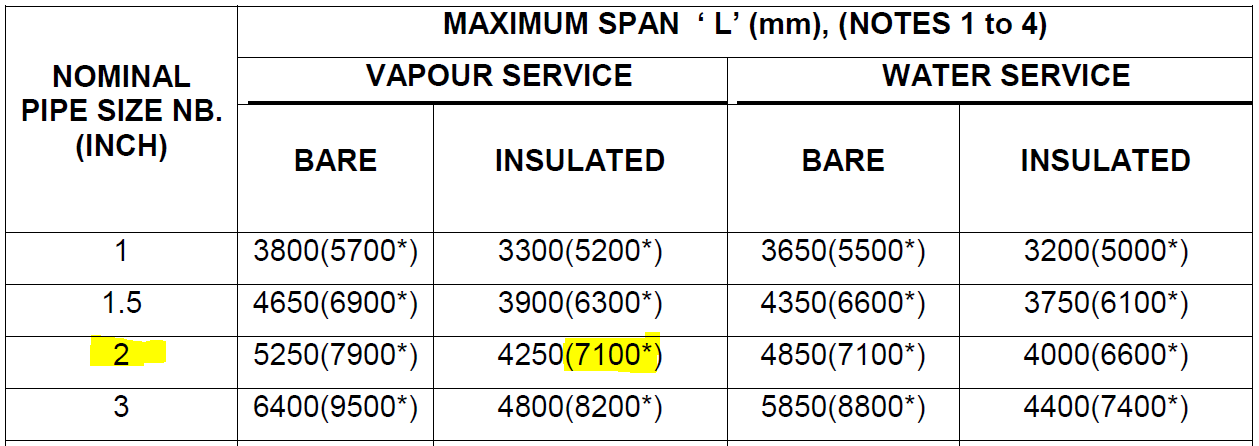 MAXIMUM SPAN ‘ L’ (mm), (NOTES 1 to 4)
NOMINAL
PIPE SIZE NB.
(INCH)
VAPOUR SERVICE WATER SERVICE
BARE INSULATED BARE INSULATED
1 3800(5700*) 3300(5200*) 3650(5500*) 3200(5000*)
1.5 4650(6900*) 3900(6300*) 4350(6600*) 3750(6100*)
2 5250(7900*) 4250(7100*) 4850(7100*) 4000(6600*)
3 6400(9500*) 4800(8200*) 5850(8800*) 4400(7400*)